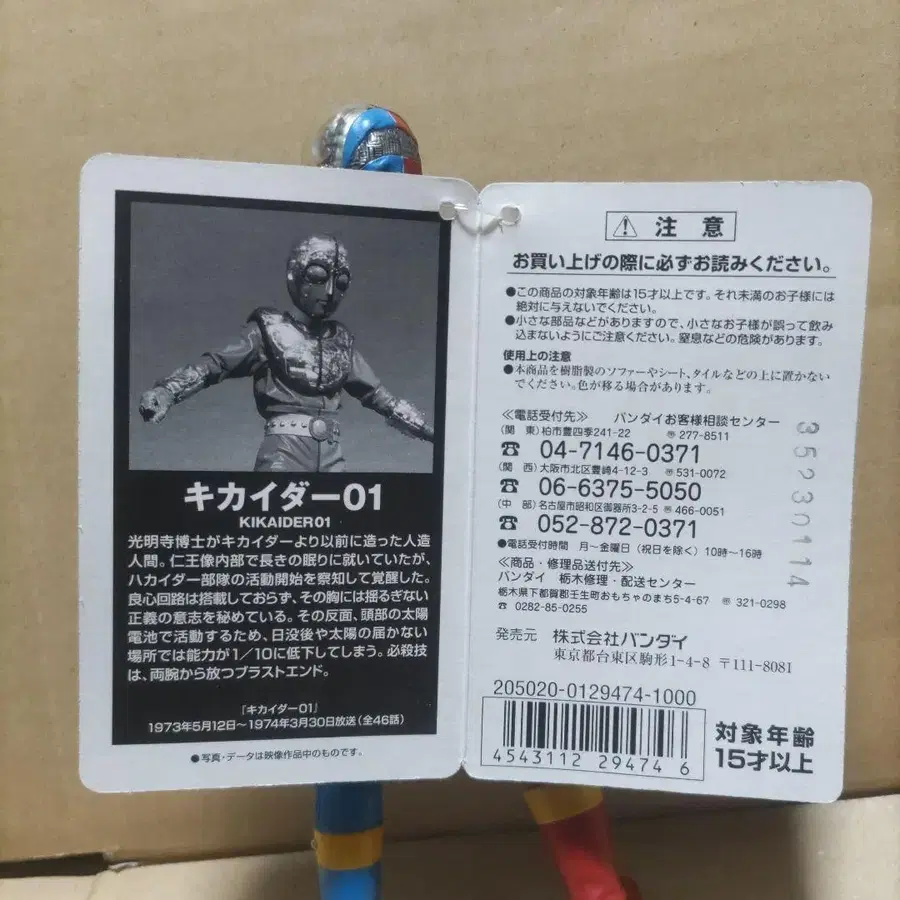 キカイダー01
KIKAIDER01
光明寺博士がキカイダーより以前に造った人造
人間。仁王像内部で長きの眠りに就いていたが、
ハカイダー部隊の活動開始を察知して覚醒した。
良心回路は搭載しておらず、その胸には揺るぎない
正義の意志を秘めている。その反面、頭部の太陽
電池で活動するため、日没後や太陽の届かない
場所では能力が1/10に低下してしまう。必殺技
は、両腕から放つブラストエンド。
『キカイダー01』
1973年5月12日〜1974年3月30日放送(全46話)
●写真・データは映像作品中のものです。
注 意
お買い上げの際に必ずお読みください。
●この商品の対象年齢は15才以上です。それ未満のお子様には
絶対に与えないでください。
●小さな部品などがありますので、小さなお子様が誤って飲み
込まないようにご注意ください。窒息などの危険があります。
使用上の注意
●本商品を樹脂製のソファーやシート、タイルなどの上に置かない
でください。色が移る場合があります。
≪電話受付先≫ バンダイお客様相談センター
(関 東)柏市豊四季241-22 〠277-8511
☎ 04-7146-0371
(関 西)大阪市北区豊崎4-12-3 〠531-0072
☎ 06-6375-5050
(中 部)名古屋市昭和区御器所3-2-5 〠466-0051
☎ 052-872-0371
●電話受付時間 月〜金曜日(祝日を除く)10時〜16時
≪商品・修理品送付先≫
バンダイ 栃木修理・配送センター
栃木県下都賀郡壬生町おもちゃのまち5-4-67 〠321-0298
☎ 0282-85-0255
発売元 株式会社バンダイ
東京都台東区駒形1-4-8 〒111-8081
205020-0129474-1000
4543112 294746
対象年齢
15才以上
35230114